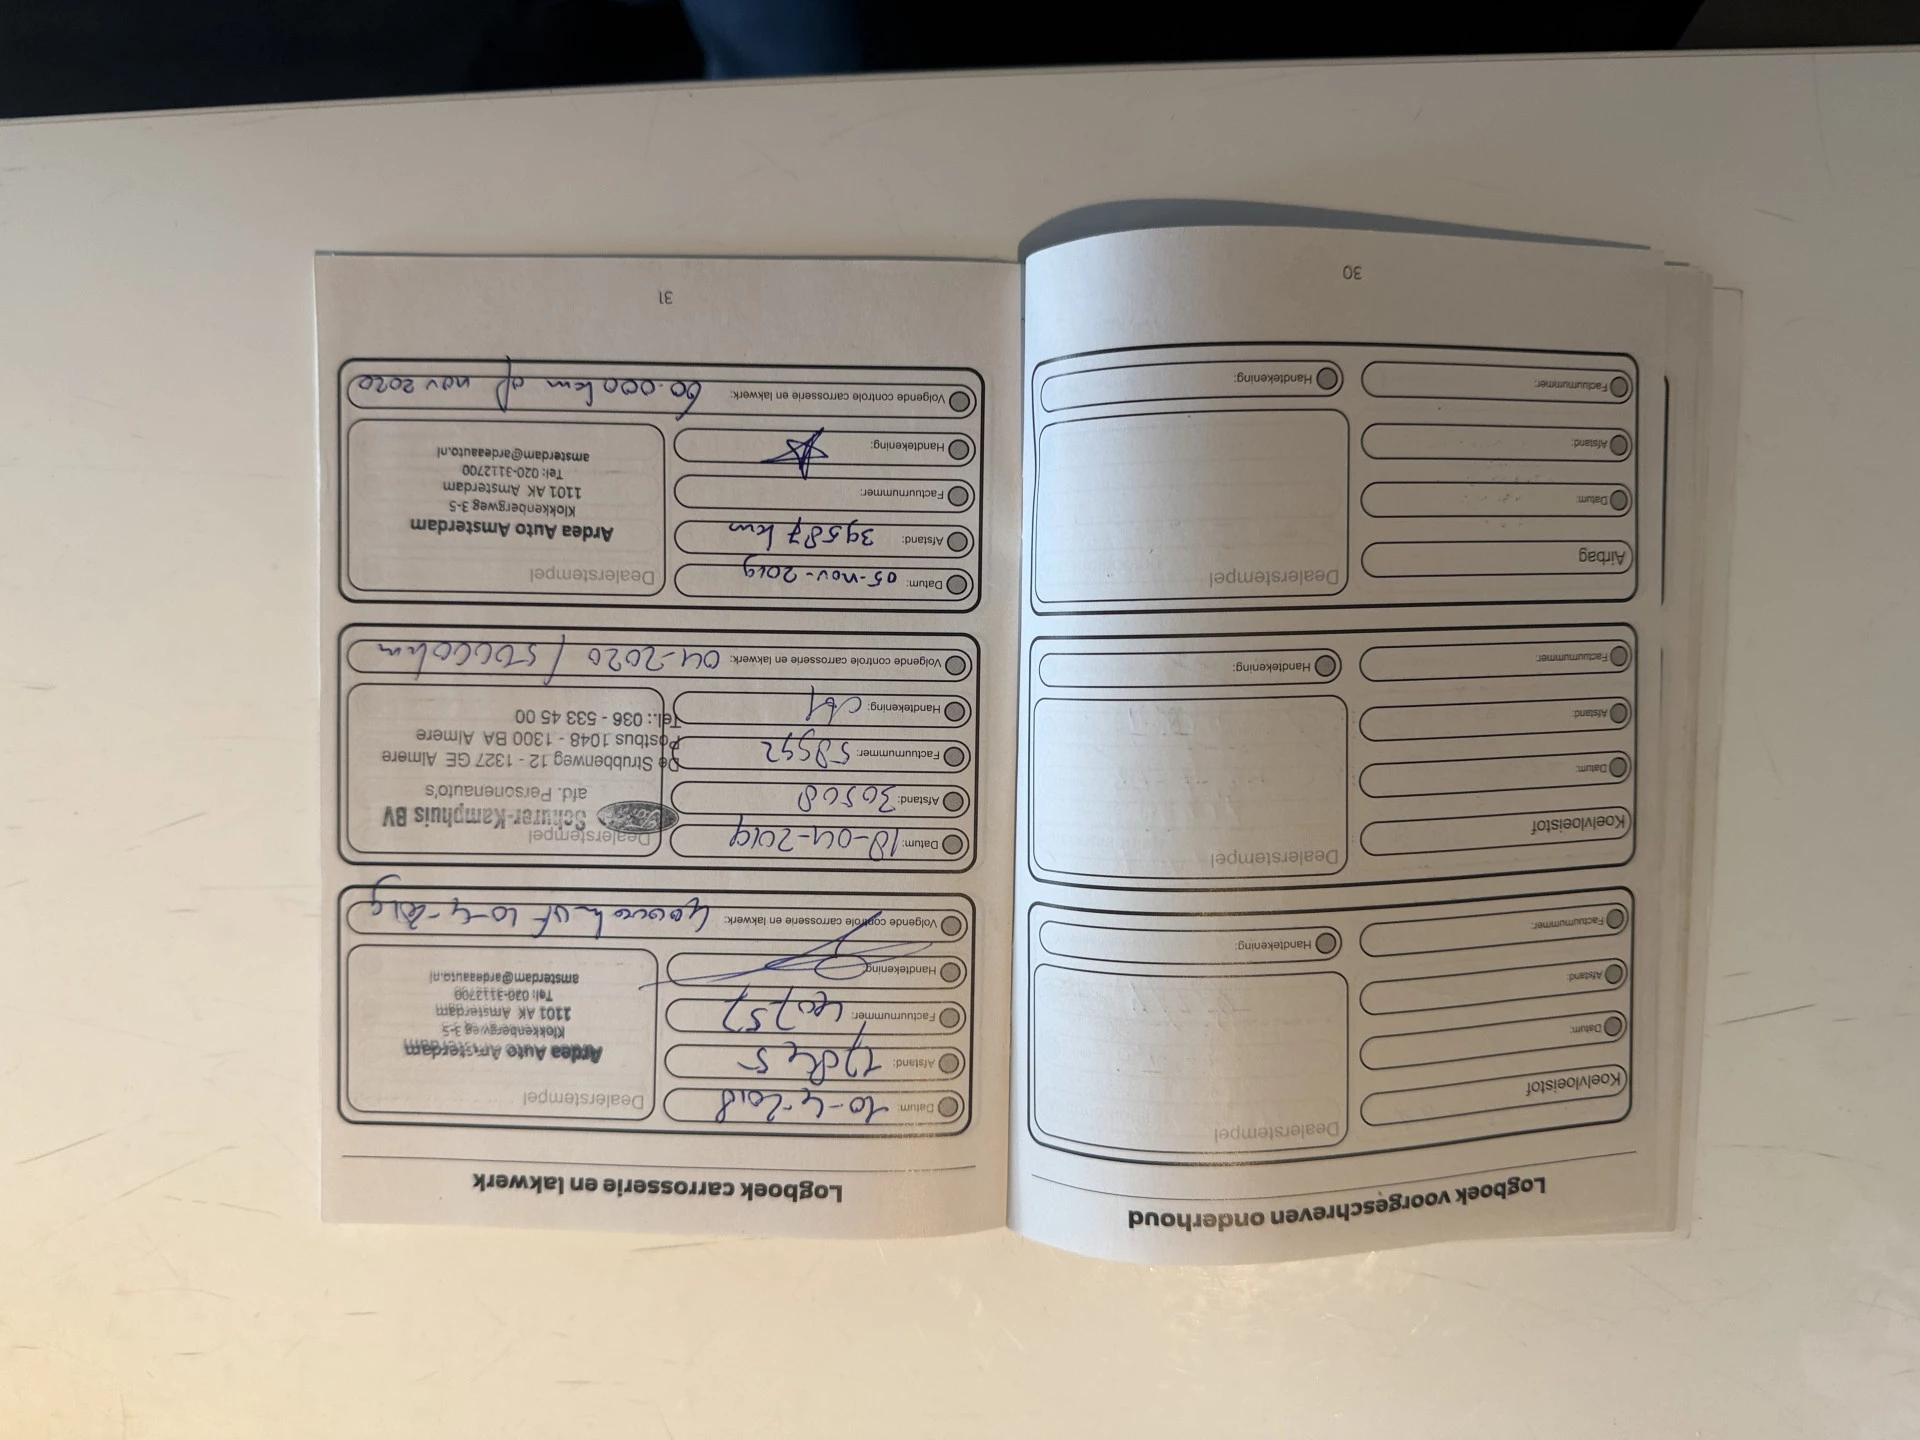 Logboek voorgeschreven onderhoud
Dealerstempel
Koelvloeistof
Datum:
Afstand:
Handtekening:
Factuurnummer:
Dealerstempel
Koelvloeistof
Datum:
Afstand:
Handtekening:
Factuurnummer:
Dealerstempel
Airbag
Datum:
Afstand:
Handtekening:
Factuurnummer:
30
Logboek carrosserie en lakwerk
Datum: 10-4-2018
Dealerstempel
Afstand:
Ardea Auto Amsterdam
Klokkenbergweg 3-5
Factuurnummer:
1101 AK Amsterdam
Tel: 020-3112700
Handtekening:
amsterdam@ardeaauto.nl
Volgende controle carrosserie en lakwerk: 10-4-2019
Datum: 18-04-2019
Dealerstempel
Schurer-Kamphuis BV
Afstand: 30508
afd. Personenauto's
Factuurnummer: 58592
De Strubbenweg 12 - 1327 GE Almere
Postbus 1048 - 1300 BA Almere
Handtekening:
Tel.: 036 - 533 45 00
Volgende controle carrosserie en lakwerk: 04-2020 /
Datum: 05-nov-2019
Dealerstempel
Afstand: 39587 km
Ardea Auto Amsterdam
Klokkenbergweg 3-5
Factuurnummer:
1101 AK Amsterdam
Tel: 020-3112700
Handtekening:
amsterdam@ardeaauto.nl
Volgende controle carrosserie en lakwerk: 60.000 km of nov 2020
31